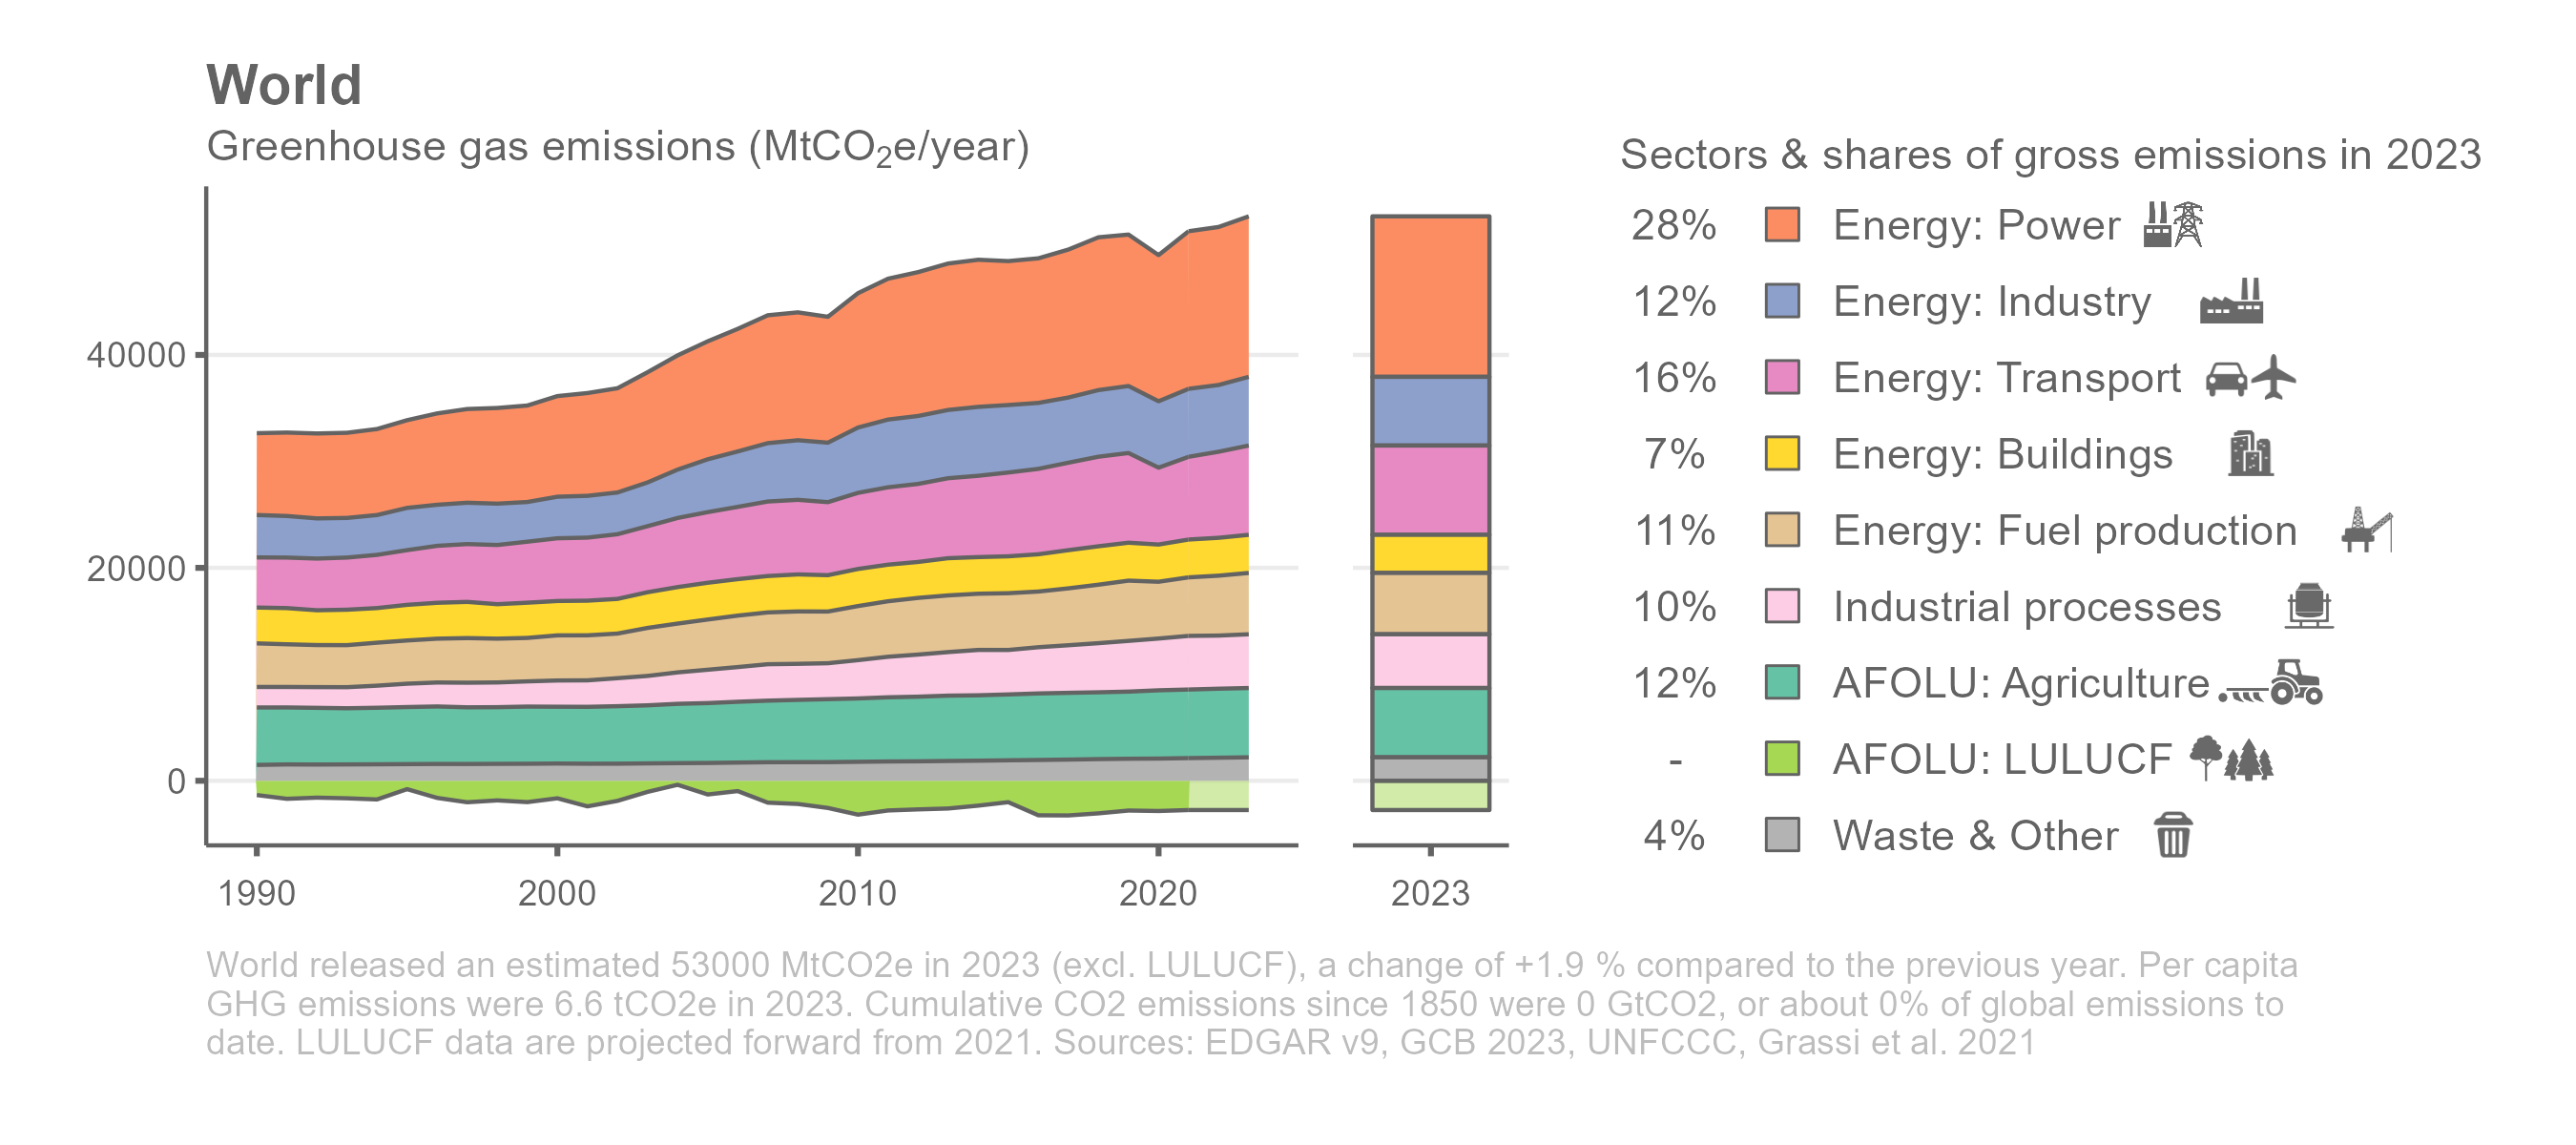 World
Greenhouse gas emissions (MtCO₂e/year)
40000
20000
0
1990 2000 2010 2020 2023
Sectors & shares of gross emissions in 2023
28% Energy: Power
12% Energy: Industry
16% Energy: Transport
7% Energy: Buildings
11% Energy: Fuel production
10% Industrial processes
12% AFOLU: Agriculture
- AFOLU: LULUCF
4% Waste & Other
World released an estimated 53000 MtCO2e in 2023 (excl. LULUCF), a change of +1.9 % compared to the previous year. Per capita
GHG emissions were 6.6 tCO2e in 2023. Cumulative CO2 emissions since 1850 were 0 GtCO2, or about 0% of global emissions to
date. LULUCF data are projected forward from 2021. Sources: EDGAR v9, GCB 2023, UNFCCC, Grassi et al. 2021